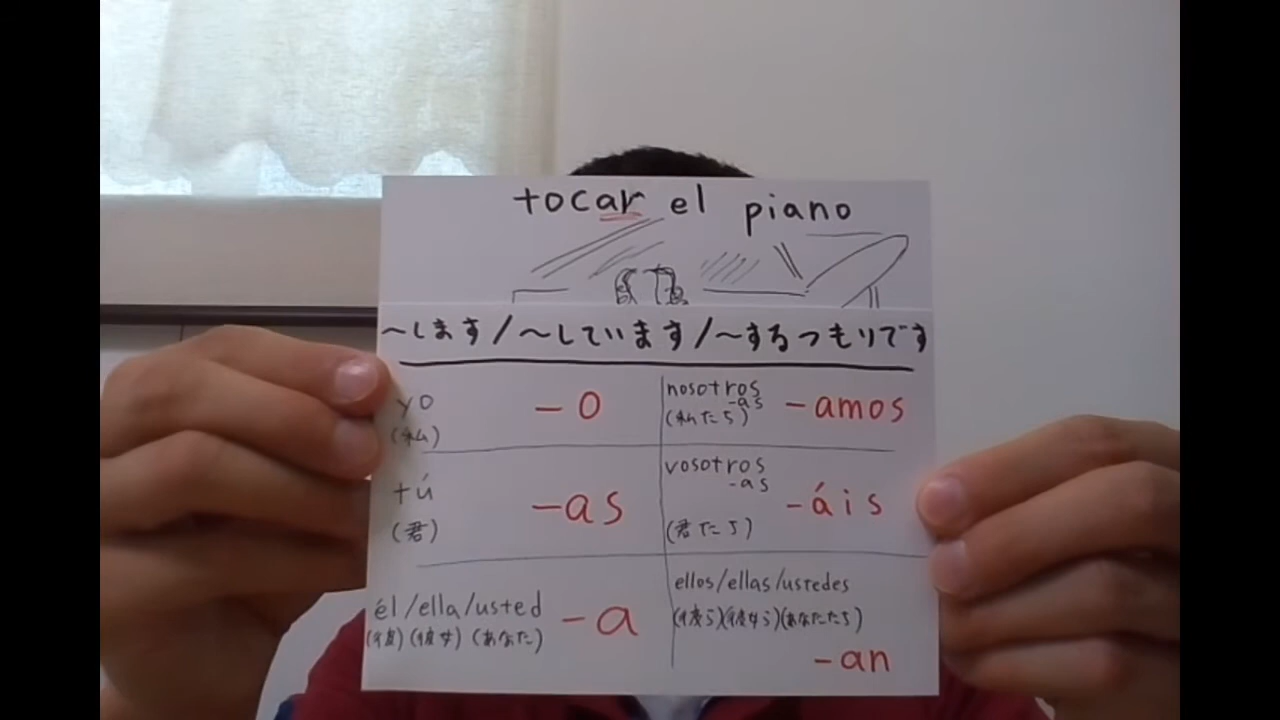 tocar el piano
～します/～しています/～するつもりです
yo
(私)
-o
nosotros
-as
(私たち)
-amos
tú
(君)
-as
vosotros
-as
(君たち)
-áis
él/ella/usted
(彼)(彼女)(あなた)
-a
ellos/ellas/ustedes
(彼ら)(彼女ら)(あなたたち)
-an